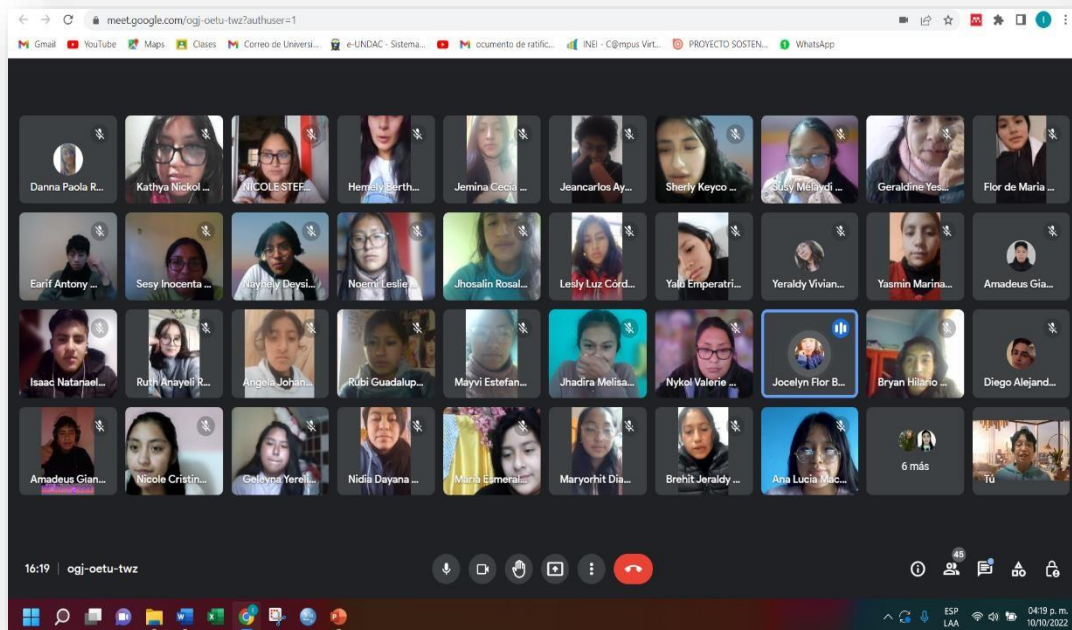 meet.google.com/ogj-oetu-twz?authuser=1
Gmail YouTube Maps Clases Correo de Universi... e-UNDAC - Sistema... ocumento de ratific... INEI - C@mpus Virt... PROYECTO SOSTEN... WhatsApp
Danna Paola R... Kathya Nickol ... NICOLE STEF... Hemely Berth... Jemina Cecia ... Jeancarlos Ay... Sherly Keyco ... Susy Melaydi ... Geraldine Yes... Flor de Maria ...
Earif Antony ... Sesy Inocenta ... Nayhely Deysi... Noemi Leslie ... Jhosalin Rosal... Lesly Luz Córd... Yalú Emperatri... Yeraldy Vivian... Yasmin Marina... Amadeus Gia...
Isaac Natanael... Ruth Anayeli R... Angela Johan... Rubi Guadalup... Mayvi Estefan... Jhadira Melisa... Nykol Valerie ... Jocelyn Flor B... Bryan Hilario ... Diego Alejand...
Amadeus Gian... Nicole Cristin... Geleyna Yereil... Nidia Dayana ... Maria Esmeral... Maryorhit Dia... Brehit Jeraldy ... Ana Lucia Mac... 6 más Tú
16:19 | ogj-oetu-twz 45
ESP 04:19 p. m.
LAA 10/10/2022